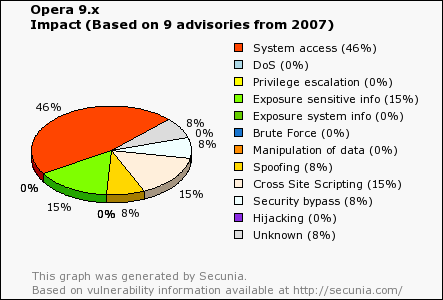 Opera 9.x
Impact (Based on 9 advisories from 2007)
System access (46%)
DoS (0%)
Privilege escalation (0%)
Exposure sensitive info (15%)
Exposure system info (0%)
Brute Force (0%)
Manipulation of data (0%)
Spoofing (8%)
Cross Site Scripting (15%)
Security bypass (8%)
Hijacking (0%)
Unknown (8%)
46%
8%
0%
8%
15%
8%
0%
15%
0%
This graph was generated by Secunia.
Based on vulnerability information available at http://secunia.com/